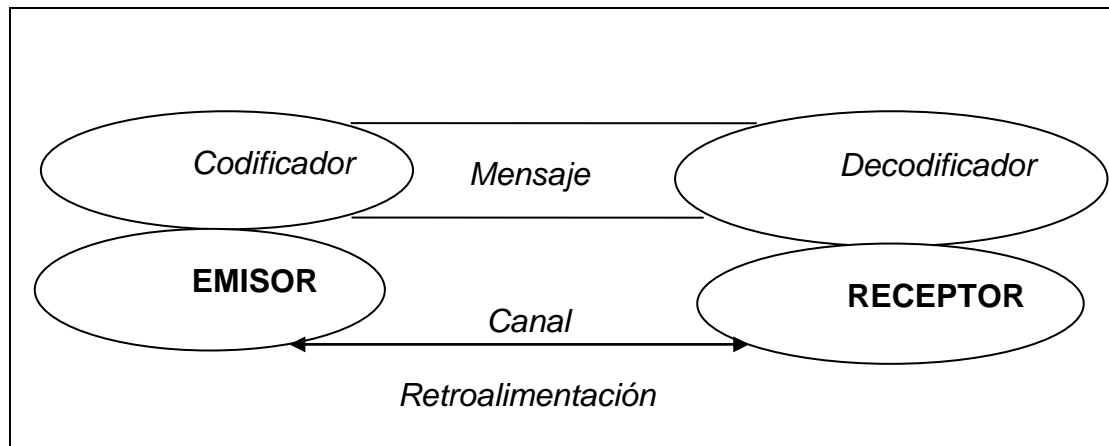 Codificador
Mensaje
Decodificador
EMISOR
RECEPTOR
Canal
Retroalimentación